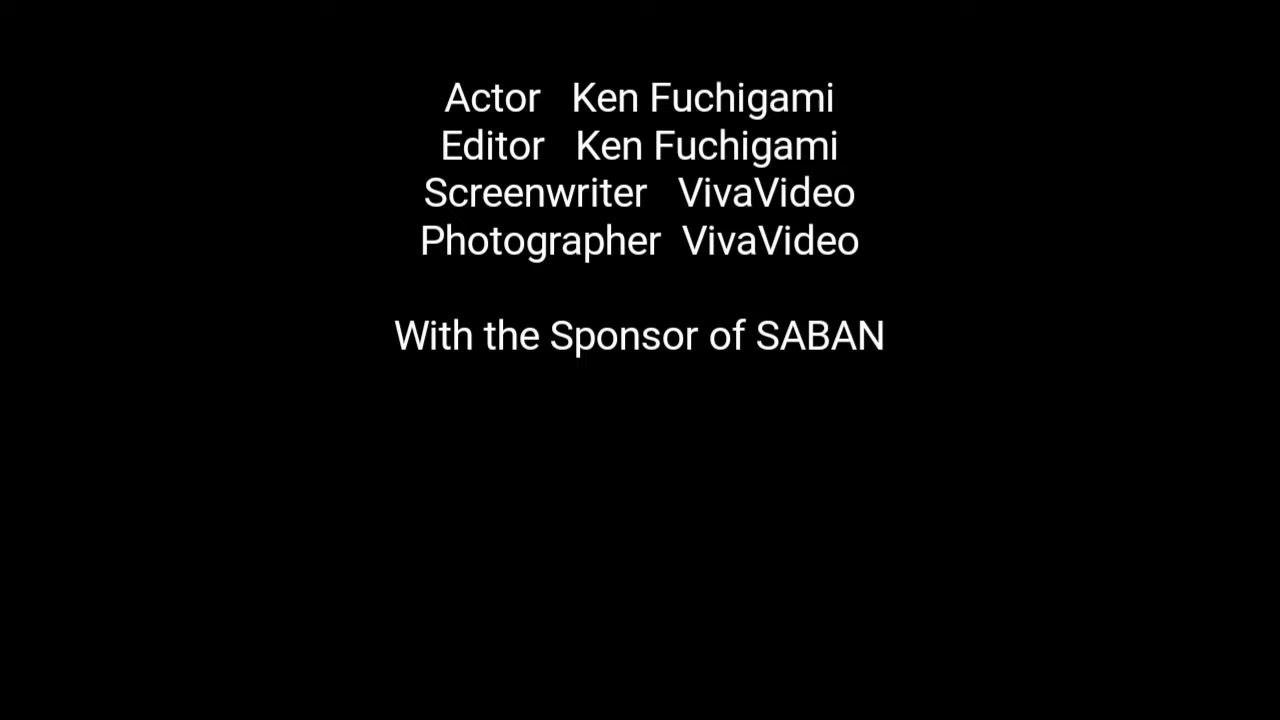 Actor Ken Fuchigami
Editor Ken Fuchigami
Screenwriter VivaVideo
Photographer VivaVideo
With the Sponsor of SABAN